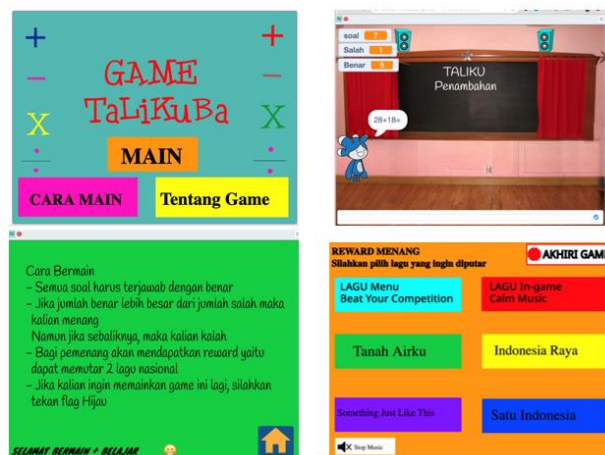 + +
- -
X X
GAME
TaLiKuBa
MAIN
CARA MAIN
Tentang Game
soal 7
Salah 1
Benar 5
TALIKU
Penambahan
28+18=
Cara Bermain
- Semua soal harus terjawab dengan benar
- Jika jumlah benar lebih besar dari jumlah salah maka
kalian menang
Namun jika sebaliknya, maka kalian kalah
- Bagi pemenang akan mendapatkan reward yaitu
dapat memutar 2 lagu nasional
- Jika kalian ingin memainkan game ini lagi, silahkan
tekan flag Hijau
SELAMAT BERMAIN + BELAJAR
REWARD MENANG
Silahkan pilih lagu yang ingin diputar
AKHIRI GAME
LAGU Menu
Beat Your Competition
LAGU In-game
Calm Music
Tanah Airku
Indonesia Raya
Something Just Like This
Satu Indonesia
Stop Music